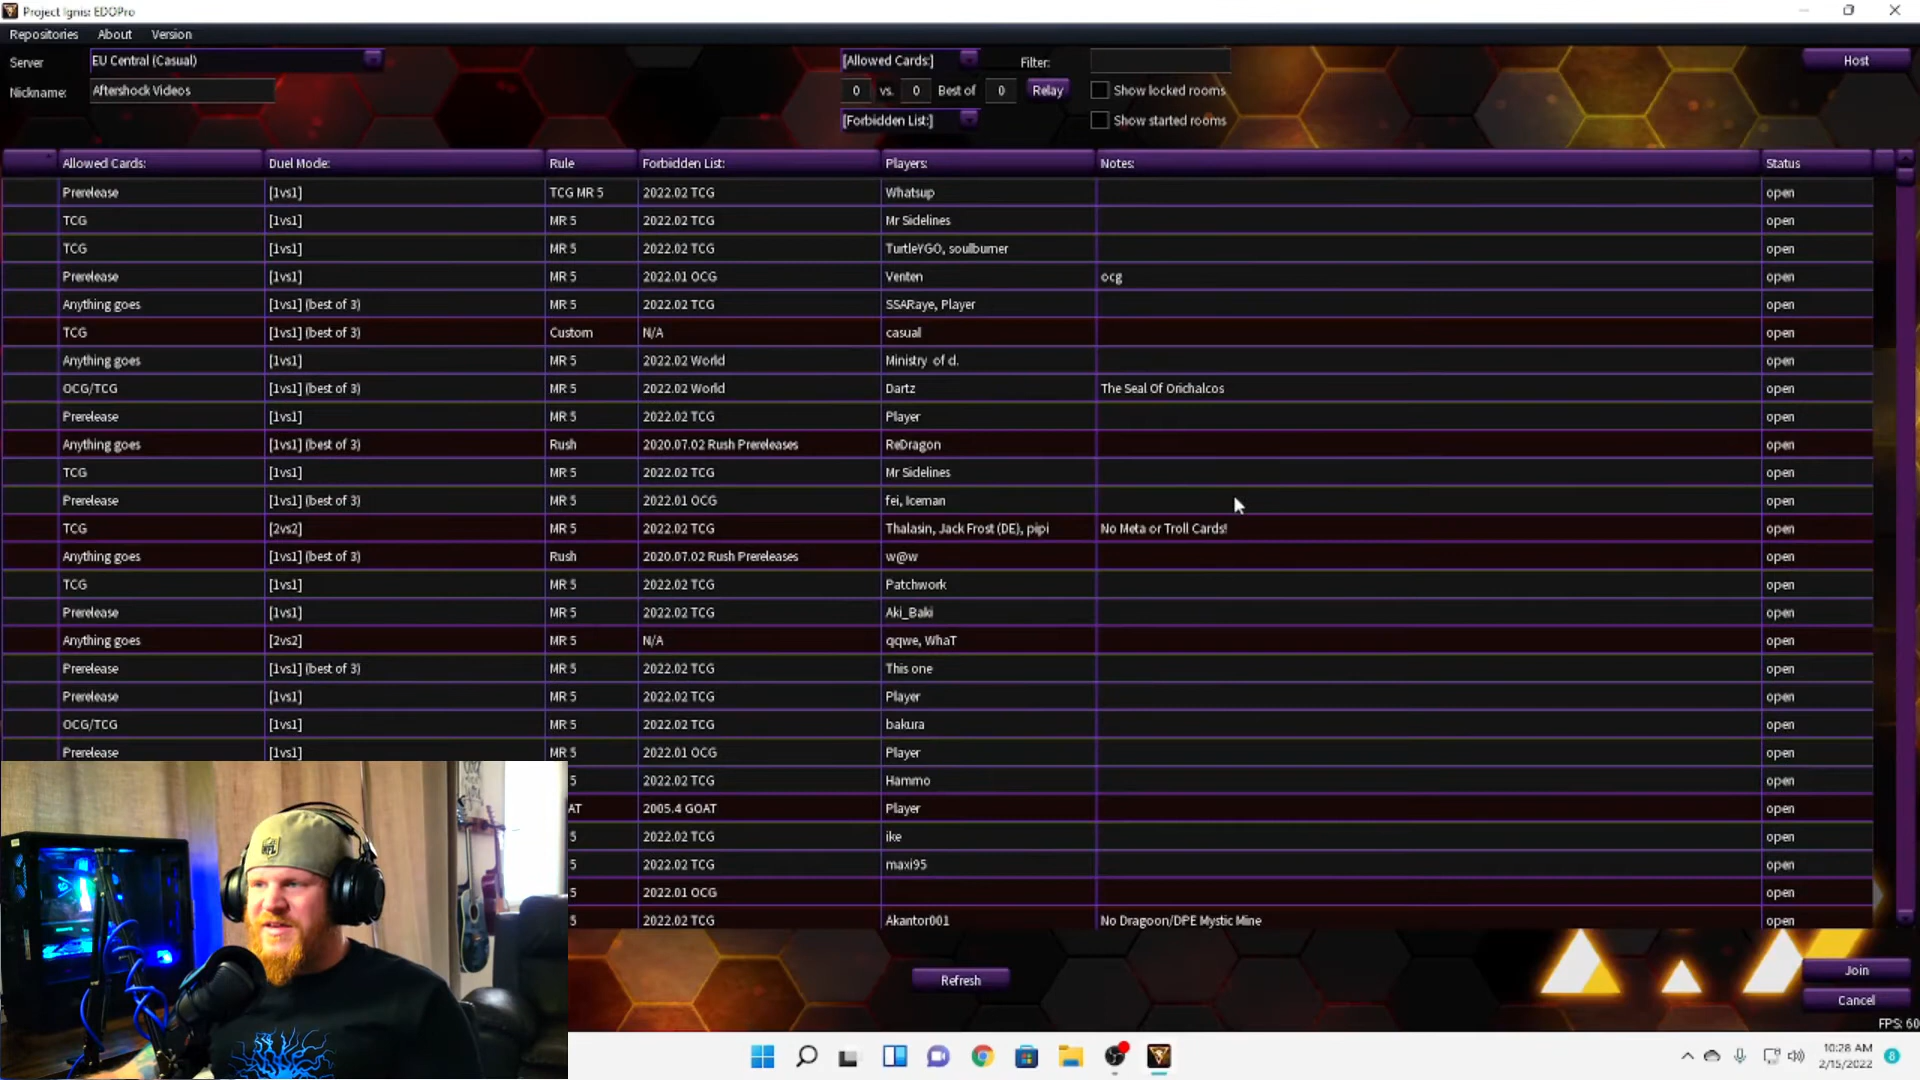 Project Ignis: EDOPro
Repositories About Version
Server EU Central (Casual) [Allowed Cards:] Filter: Host
Nickname: Aftershock Videos 0 vs. 0 Best of 0 Relay Show locked rooms
[Forbidden List:] Show started rooms
Allowed Cards: Duel Mode: Rule Forbidden List: Players: Notes: Status
Prerelease [1vs1] TCG MR 5 2022.02 TCG Whatsup open
TCG [1vs1] MR 5 2022.02 TCG Mr Sidelines open
TCG [1vs1] MR 5 2022.02 TCG TurtleYGO, soulburner open
Prerelease [1vs1] MR 5 2022.01 OCG Venten ocg open
Anything goes [1vs1] (best of 3) MR 5 2022.02 TCG SSARaye, Player open
TCG [1vs1] (best of 3) Custom N/A casual open
Anything goes [1vs1] MR 5 2022.02 World Ministry of d. open
OCG/TCG [1vs1] (best of 3) MR 5 2022.02 World Dartz The Seal Of Orichalcos open
Prerelease [1vs1] MR 5 2022.02 TCG Player open
Anything goes [1vs1] (best of 3) Rush 2020.07.02 Rush Prereleases ReDragon open
TCG [1vs1] MR 5 2022.02 TCG Mr Sidelines open
Prerelease [1vs1] (best of 3) MR 5 2022.01 OCG fei, Iceman open
TCG [2vs2] MR 5 2022.02 TCG Thalasin, Jack Frost (DE), pipi No Meta or Troll Cards! open
Anything goes [1vs1] (best of 3) Rush 2020.07.02 Rush Prereleases w@w open
TCG [1vs1] MR 5 2022.02 TCG Patchwork open
Prerelease [1vs1] MR 5 2022.02 TCG Aki_Baki open
Anything goes [2vs2] MR 5 N/A qqwe, WhaT open
Prerelease [1vs1] (best of 3) MR 5 2022.02 TCG This one open
Prerelease [1vs1] MR 5 2022.02 TCG Player open
OCG/TCG [1vs1] MR 5 2022.02 TCG bakura open
Prerelease [1vs1] MR 5 2022.01 OCG Player open
5 2022.02 TCG Hammo open
AT 2005.4 GOAT Player open
5 2022.02 TCG ike open
5 2022.02 TCG maxi95 open
5 2022.01 OCG open
5 2022.02 TCG Akantor001 No Dragoon/DPE Mystic Mine open
NFL
Refresh
Join
Cancel
FPS: 60
10:28 AM
2/15/2022
8